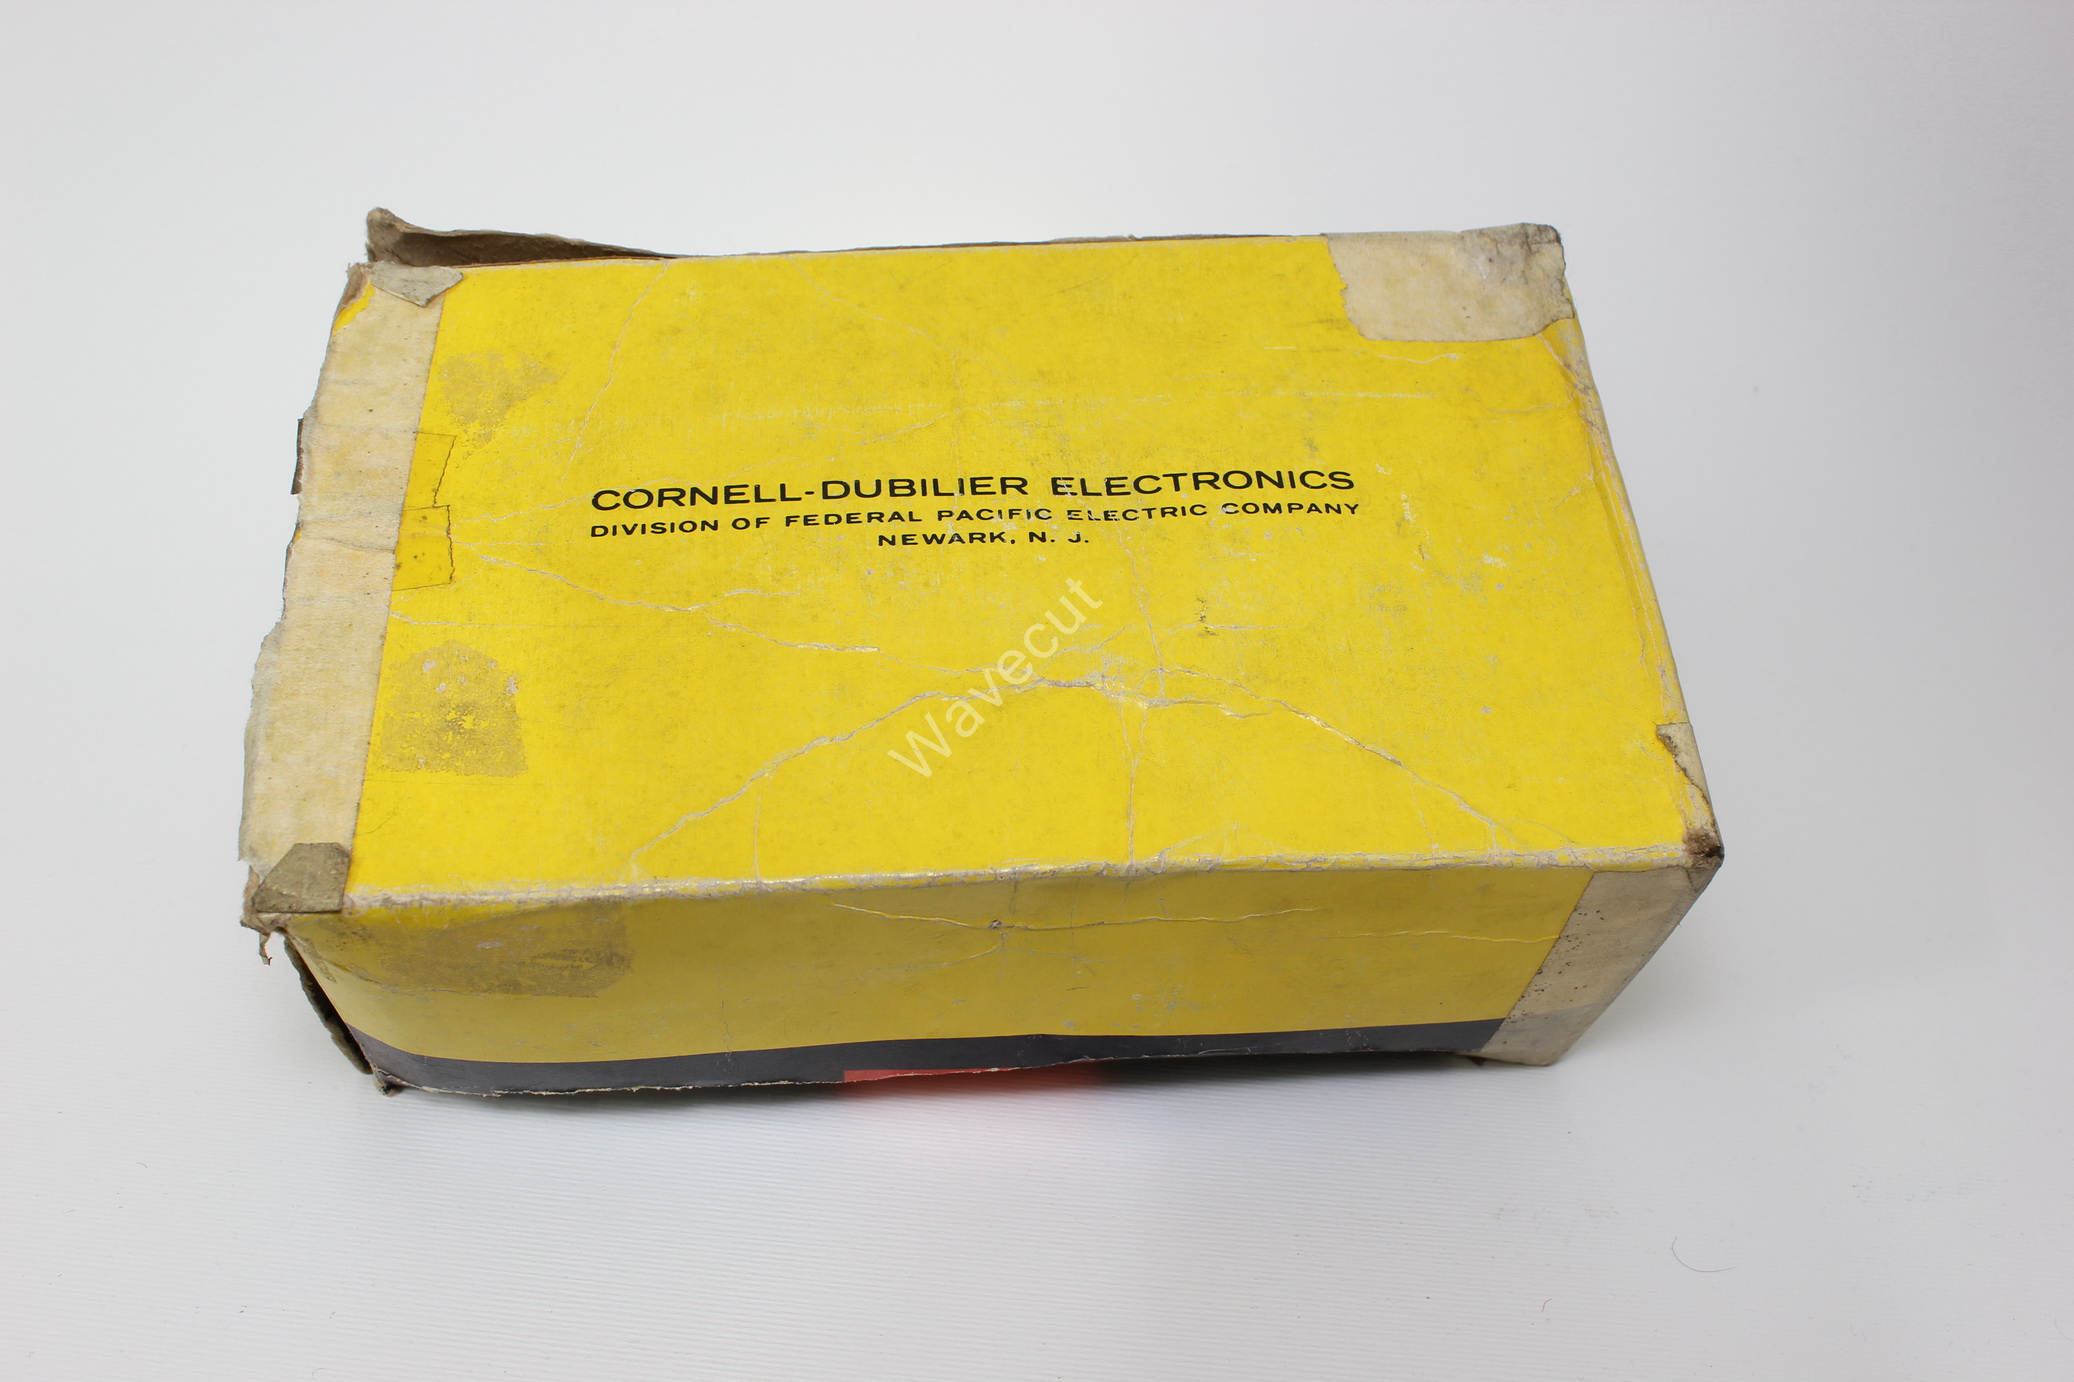 CORNELL-DUBILIER ELECTRONICS
DIVISION OF FEDERAL PACIFIC ELECTRIC COMPANY
NEWARK, N. J.
Wavecut